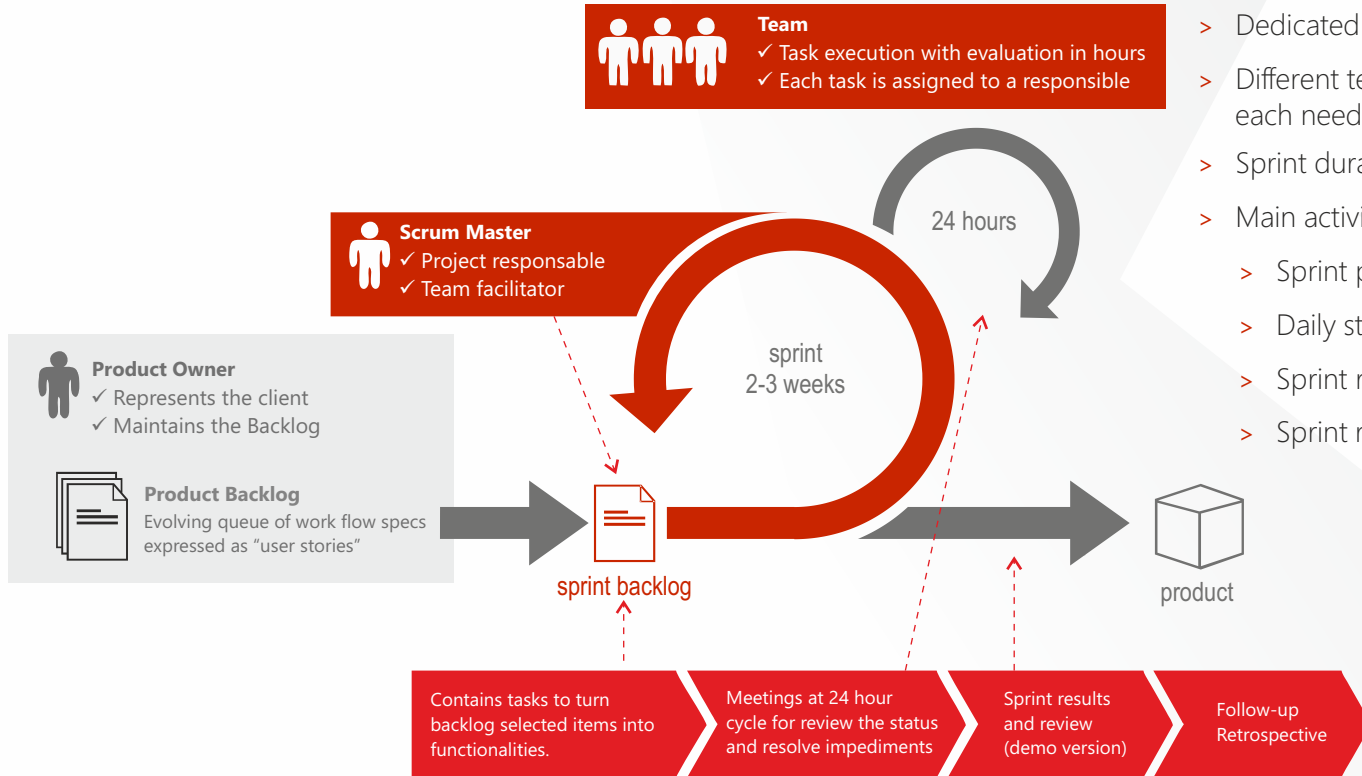 Team
✓ Task execution with evaluation in hours
✓ Each task is assigned to a responsible
> Dedicated
> Different te
each need
> Sprint dura
> Main activi
> Sprint p
> Daily st
> Sprint r
> Sprint r
24 hours
Scrum Master
✓ Project responsable
✓ Team facilitator
sprint
2-3 weeks
Product Owner
✓ Represents the client
✓ Maintains the Backlog
Product Backlog
Evolving queue of work flow specs
expressed as “user stories”
sprint backlog
product
Contains tasks to turn
backlog selected items into
functionalities.
Meetings at 24 hour
cycle for review the status
and resolve impediments
Sprint results
and review
(demo version)
Follow-up
Retrospective